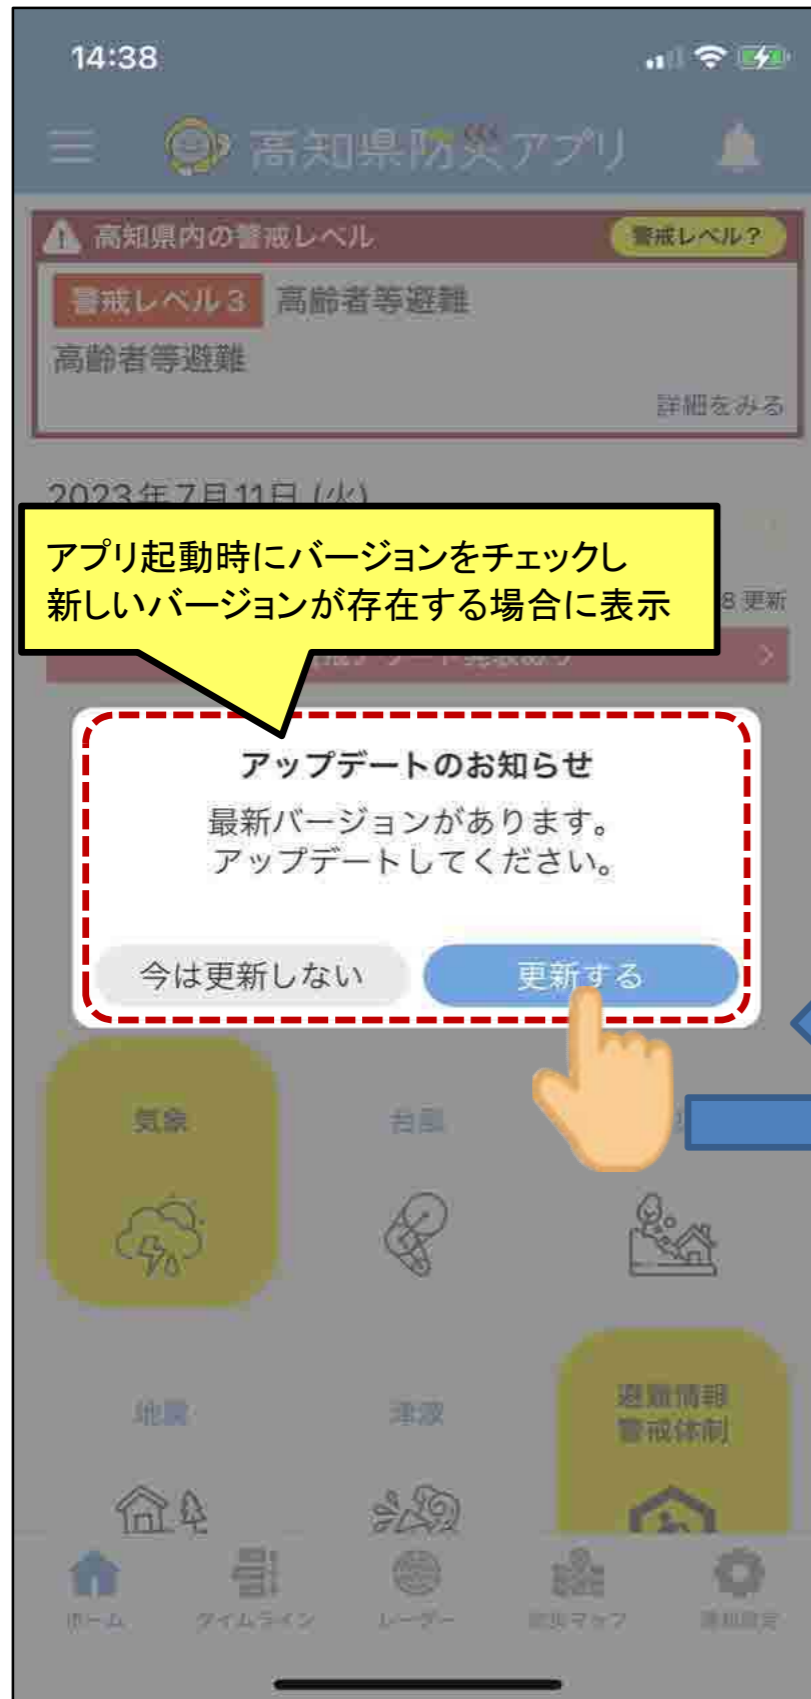 14:38
高知県防災アプリ
高知県内の警戒レベル
警戒レベル？
警戒レベル３ 高齢者等避難
高齢者等避難
詳細をみる
2023年7月11日 (火)
アプリ起動時にバージョンをチェックし
新しいバージョンが存在する場合に表示
8 更新
アップデートのお知らせ
最新バージョンがあります。
アップデートしてください。
今は更新しない
更新する
気象
台風
地震
津波
避難情報
警戒体制
ホーム
タイムライン
レーダー
防災マップ
通知設定